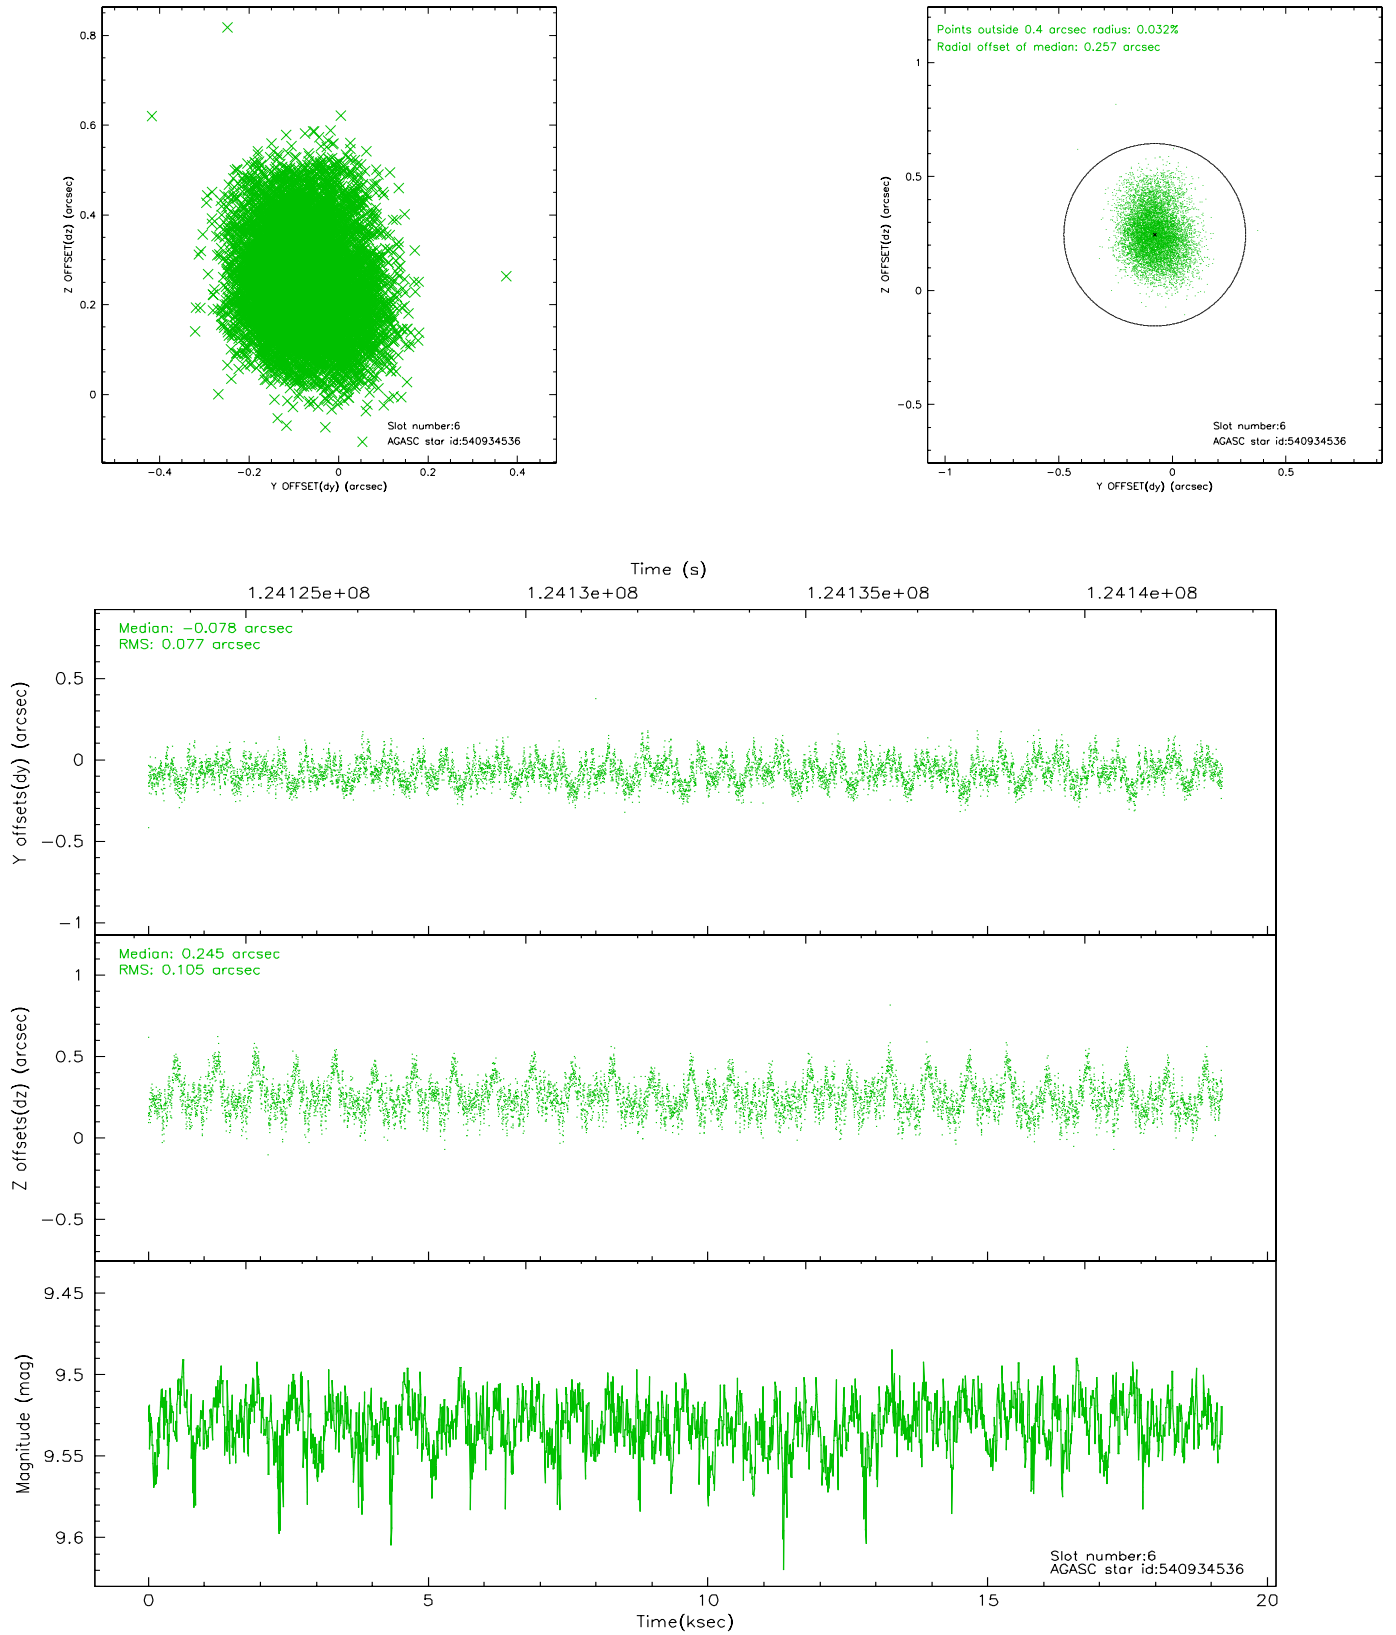 0.8
0.6
0.4
0.2
0
Z OFFSET(dz) (arcsec)
Slot number:6
AGASC star id:540934536
−0.4 −0.2 0 0.2 0.4
Y OFFSET(dy) (arcsec)
Points outside 0.4 arcsec radius: 0.032%
Radial offset of median: 0.257 arcsec
1
0.5
0
−0.5
Z OFFSET(dz) (arcsec)
Slot number:6
AGASC star id:540934536
−1 −0.5 0 0.5
Y OFFSET(dy) (arcsec)
Time (s)
1.24125e+08 1.2413e+08 1.24135e+08 1.2414e+08
Median: −0.078 arcsec
RMS: 0.077 arcsec
0.5
0
−0.5
−1
Y offsets(dy) (arcsec)
Median: 0.245 arcsec
RMS: 0.105 arcsec
1
0.5
0
−0.5
Z offsets(dz) (arcsec)
9.45
9.5
9.55
9.6
Magnitude (mag)
Slot number:6
AGASC star id:540934536
0 5 10 15 20
Time(ksec)